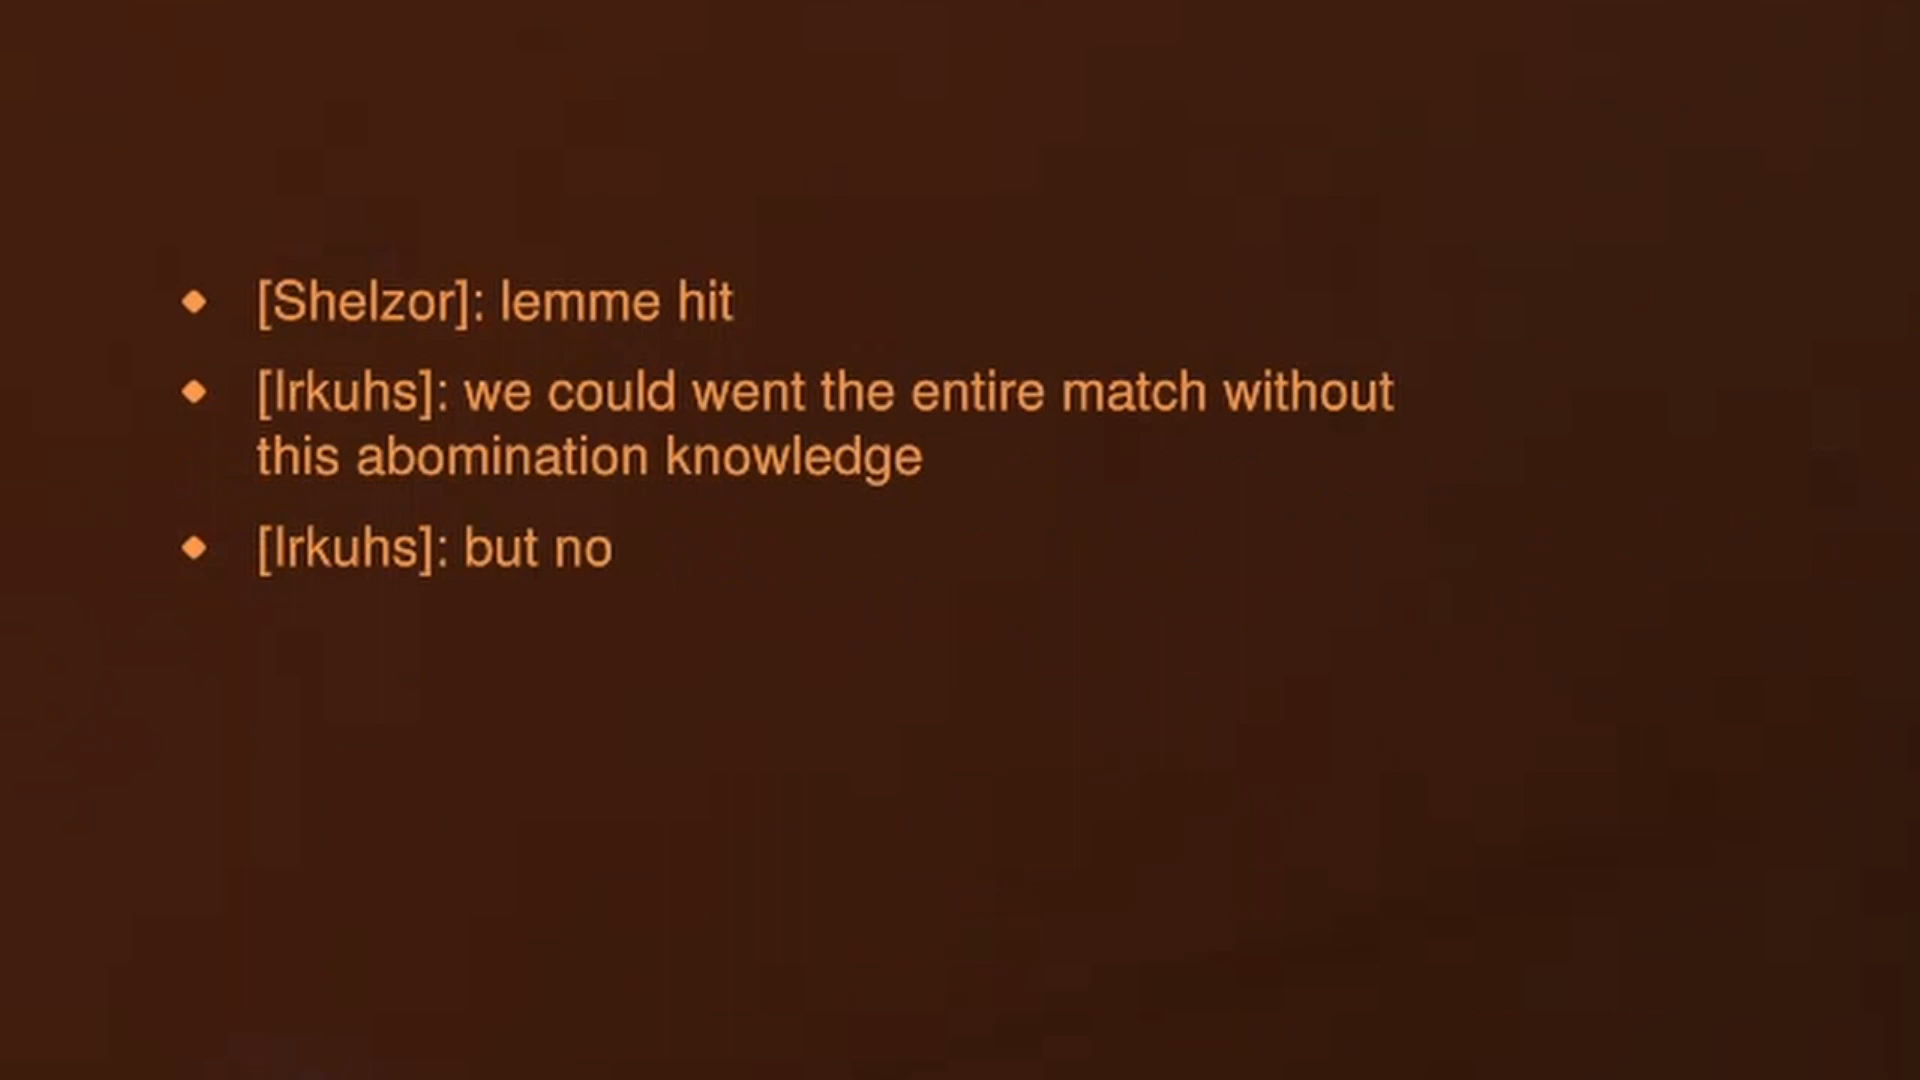 [Shelzor]: lemme hit
[Irkuhs]: we could went the entire match without
this abomination knowledge
[Irkuhs]: but no